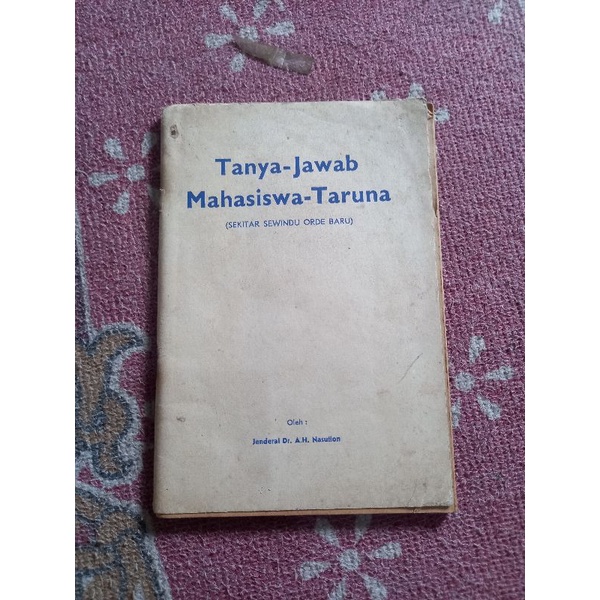 Tanya-Jawab
Mahasiswa-Taruna
(SEKITAR SEWINDU ORDE BARU)
Oleh :
Jenderal Dr. A.H. Nasution